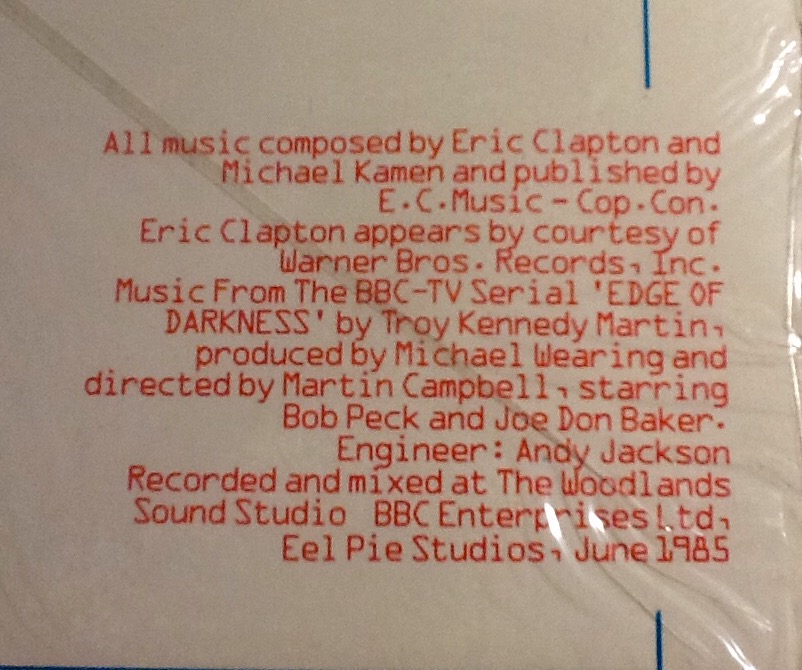 All music composed by Eric Clapton and
Michael Kamen and published by
E.C.Music - Cop.Con.
Eric Clapton appears by courtesy of
Warner Bros. Records, Inc.
Music From The BBC-TV Serial 'EDGE OF
DARKNESS' by Troy Kennedy Martin,
produced by Michael Wearing and
directed by Martin Campbell, starring
Bob Peck and Joe Don Baker.
Engineer: Andy Jackson
Recorded and mixed at The Woodlands
Sound Studio BBC Enterprises Ltd,
Eel Pie Studios, June 1985